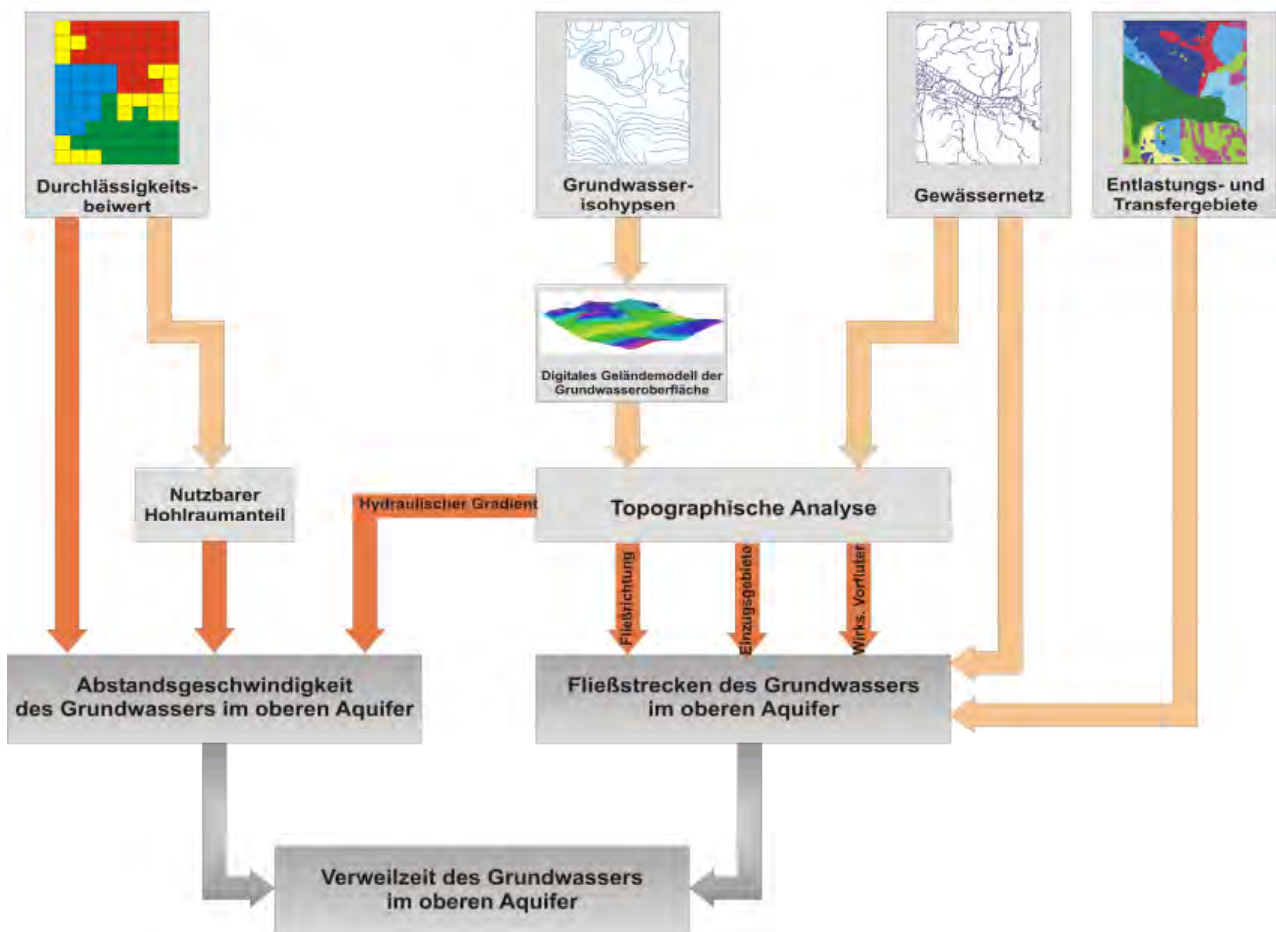 Durchlässigkeits-
beiwert
Grundwasser-
isohypsen
Gewässernetz
Entlastungs- und
Transfergebiete
Digitales Geländemodell der
Grundwasseroberfläche
Nutzbarer
Hohlraumanteil
Hydraulischer Gradient
Topographische Analyse
Fließrichtung
Einzugsgebiete
Wirks. Vorfluter
Abstandsgeschwindigkeit
des Grundwassers im oberen Aquifer
Fließstrecken des Grundwassers
im oberen Aquifer
Verweilzeit des Grundwassers
im oberen Aquifer